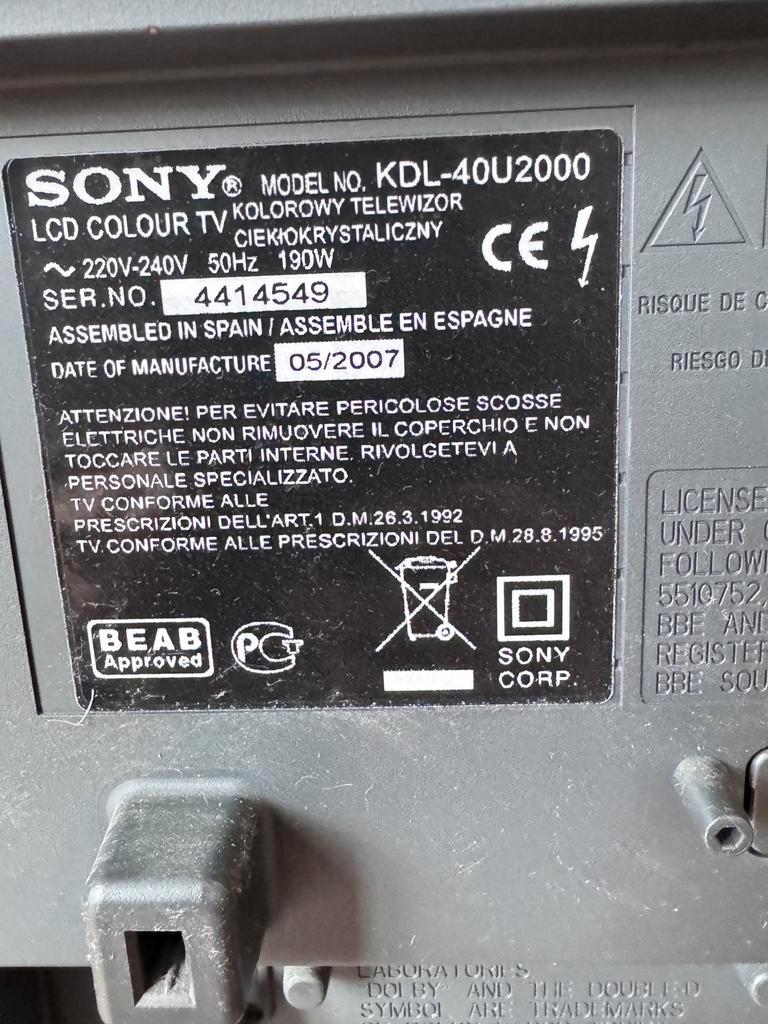 SONY® MODEL NO. KDL-40U2000
LCD COLOUR TV KOLOROWY TELEWIZOR
CIEKŁOKRYSTALICZNY
CE
~ 220V-240V 50Hz 190W
SER.NO. 4414549
ASSEMBLED IN SPAIN / ASSEMBLE EN ESPAGNE
DATE OF MANUFACTURE 05/2007
ATTENZIONE! PER EVITARE PERICOLOSE SCOSSE
ELETTRICHE NON RIMUOVERE IL COPERCHIO E NON
TOCCARE LE PARTI INTERNE. RIVOLGETEVI A
PERSONALE SPECIALIZZATO.
TV CONFORME ALLE
PRESCRIZIONI DELL'ART.1 D.M.26.3.1992
TV CONFORME ALLE PRESCRIZIONI DEL D.M.28.8.1995
BEAB
Approved
SONY
CORP.
RISQUE DE
RIESGO
LICENSE
UNDER
5510752,
BBE AND
BBE
LABORATORIES
"DOLBY" AND THE DOUBLE-D
SYMBOL ARE TRADEMARKS